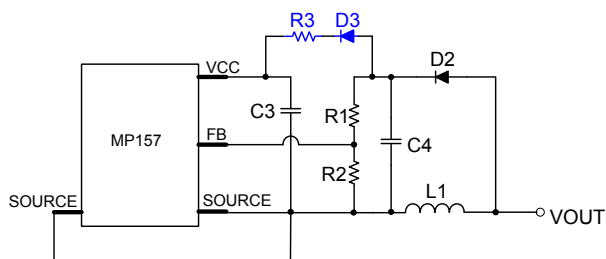 R3 D3
VCC
D2
C3
R1
MP157
FB
C4
R2
SOURCE SOURCE
L1
VOUT